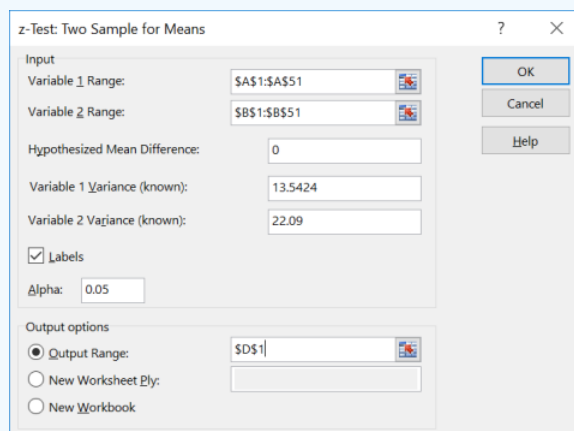 z-Test: Two Sample for Means ?
Input
Variable 1 Range: $A$1:$A$51
Variable 2 Range: $B$1:$B$51
Hypothesized Mean Difference: 0
Variable 1 Variance (known): 13.5424
Variable 2 Variance (known): 22.09
Labels
Alpha: 0.05
Output options
Output Range: $D$1
New Worksheet Ply:
New Workbook
OK
Cancel
Help